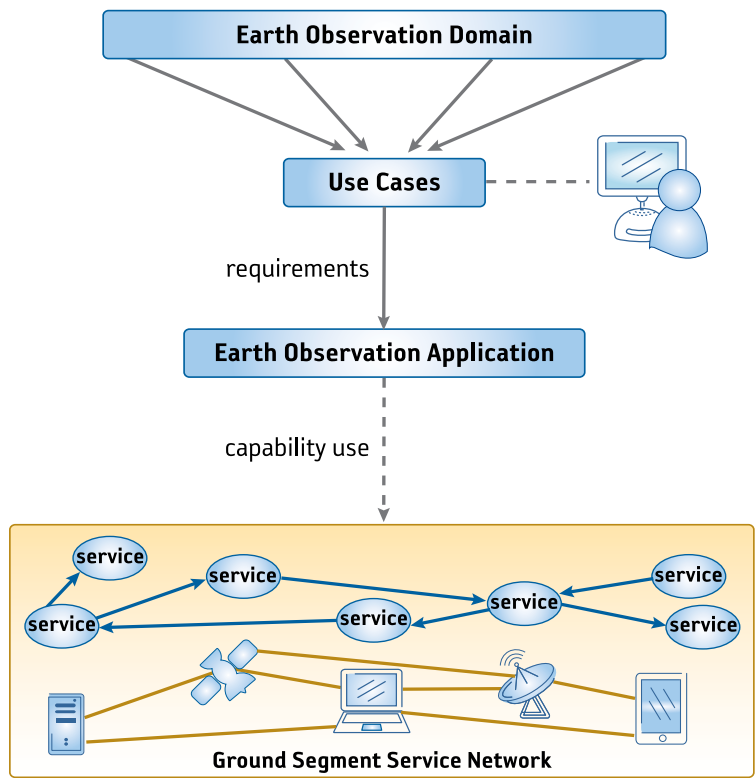 Earth Observation Domain
Use Cases
requirements
Earth Observation Application
capability use
service
service
service
service
service
service
service
Ground Segment Service Network